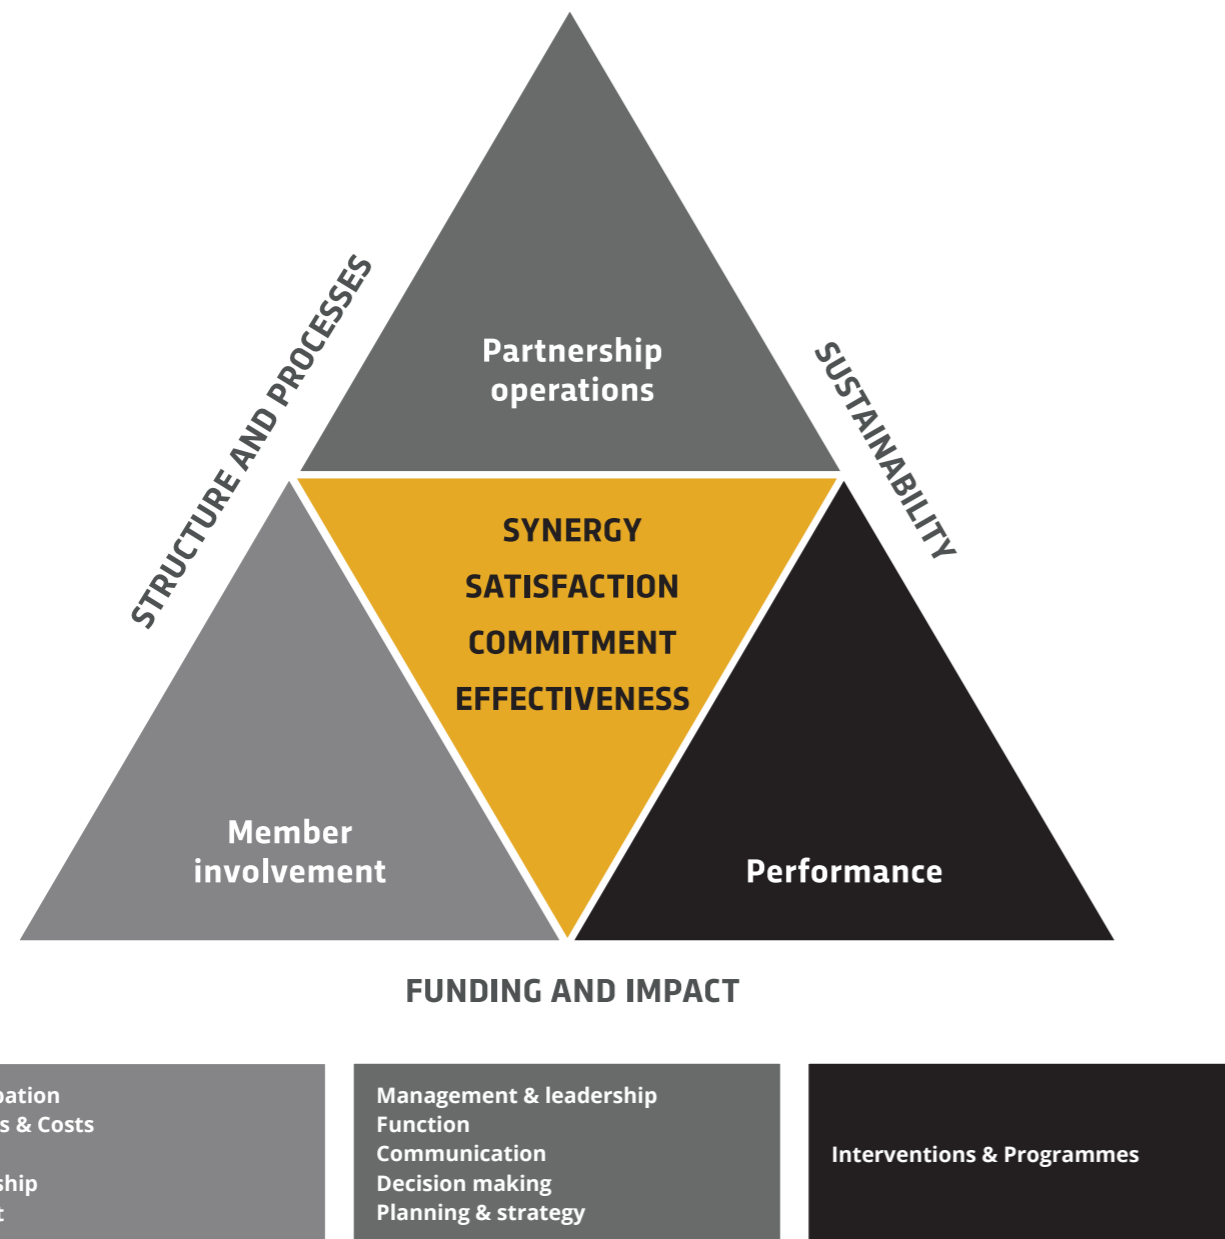 Partnership
operations
STRUCTURE AND PROCESSES
SUSTAINABILITY
SYNERGY
SATISFACTION
COMMITMENT
EFFECTIVENESS
Member
involvement
Performance
FUNDING AND IMPACT
& Costs
Management & leadership
Function
Communication
Decision making
Planning & strategy
Interventions & Programmes